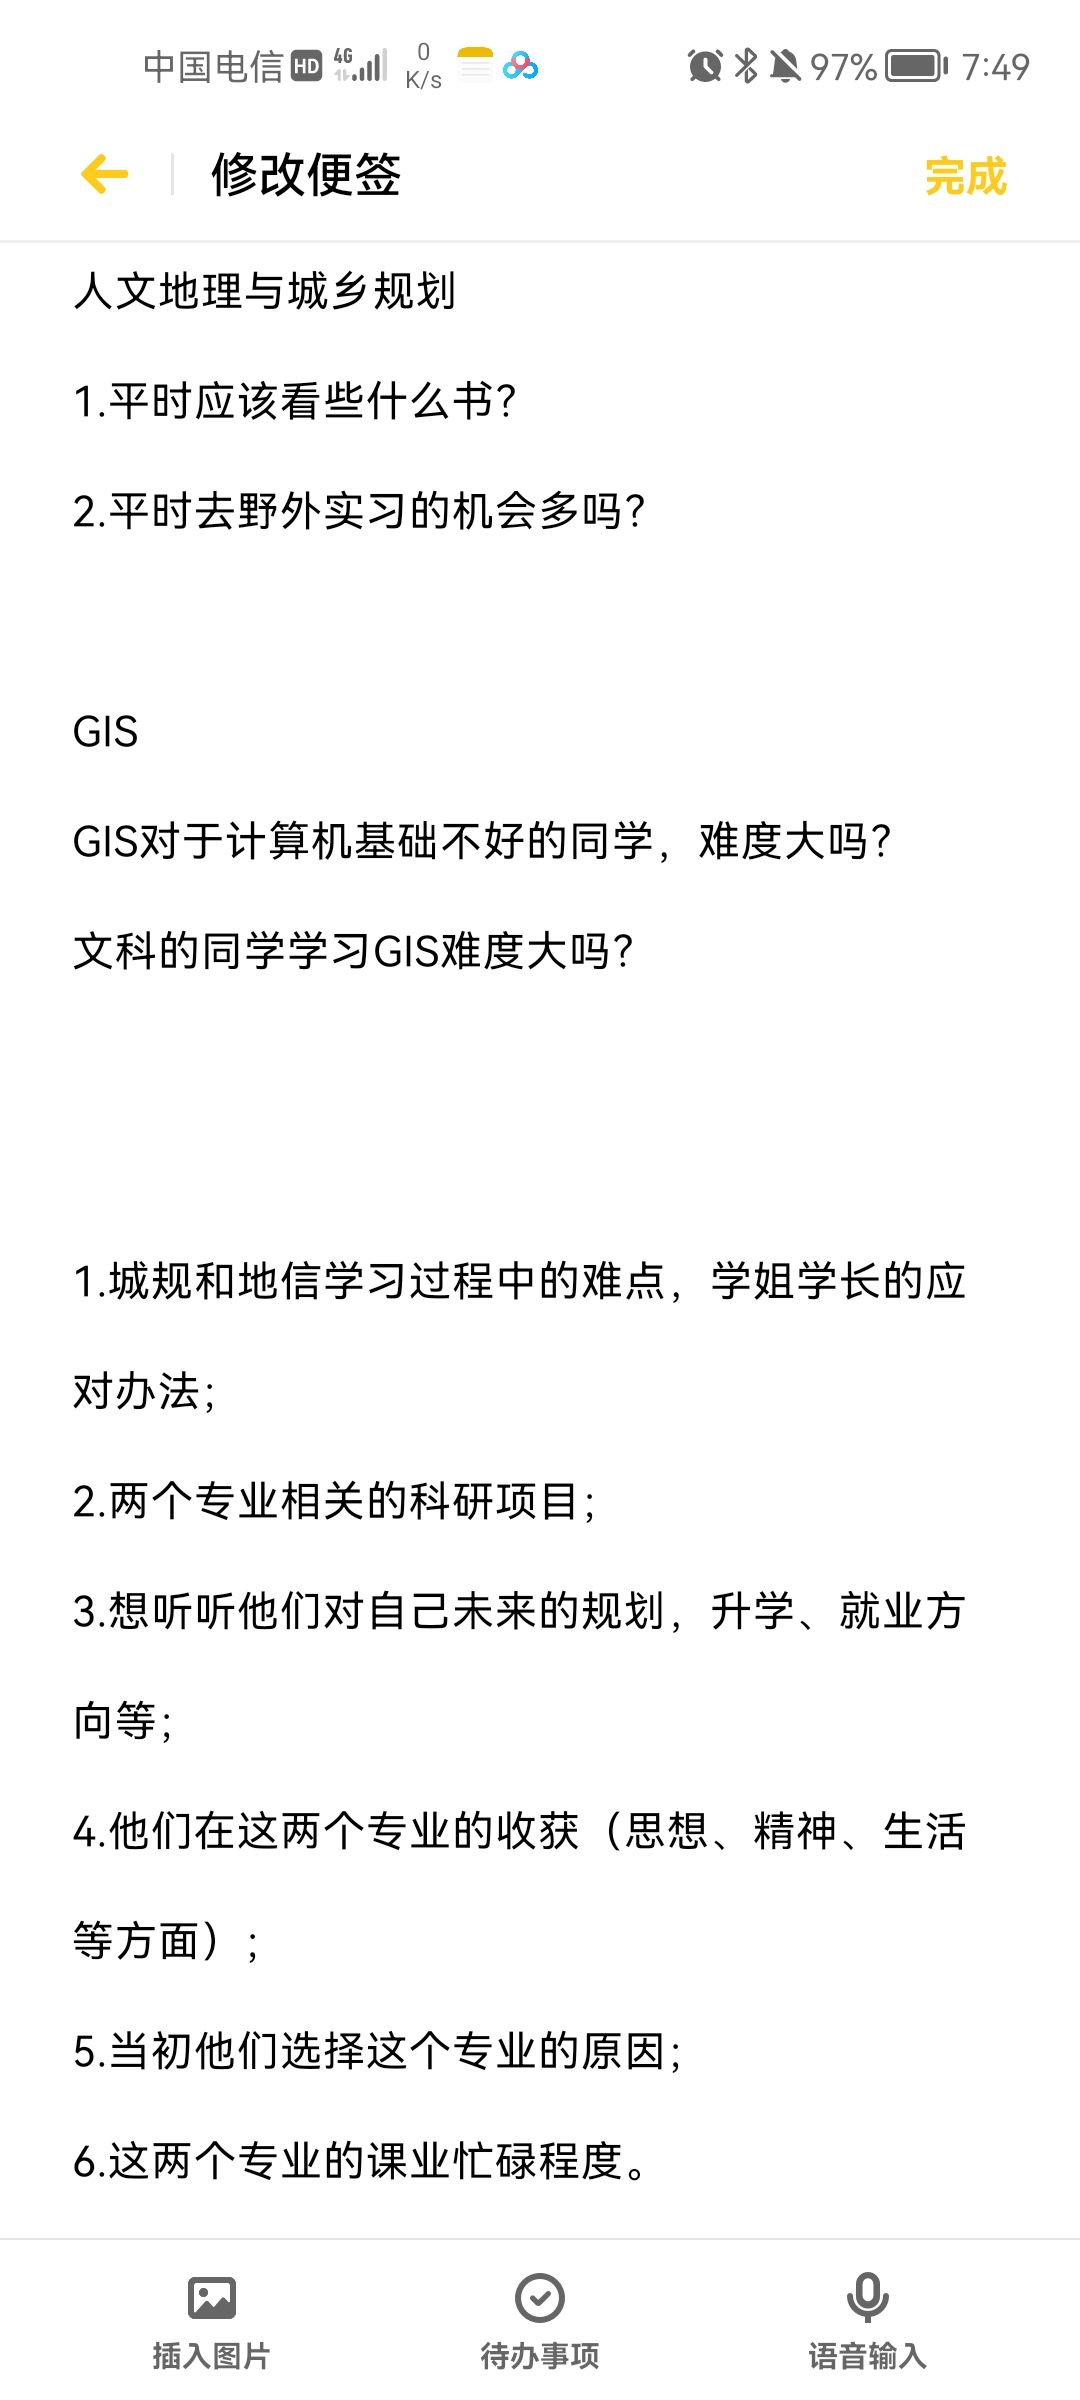 中国电信 HD 4G 0 K/s 97% 7:49
修改便签 完成
人文地理与城乡规划
1.平时应该看些什么书?
2.平时去野外实习的机会多吗?
GIS
GIS对于计算机基础不好的同学，难度大吗?
文科的同学学习GIS难度大吗?
1.城规和地信学习过程中的难点，学姐学长的应
对办法;
2.两个专业相关的科研项目;
3.想听听他们对自己未来的规划，升学、就业方
向等;
4.他们在这两个专业的收获（思想、精神、生活
等方面）;
5.当初他们选择这个专业的原因;
6.这两个专业的课业忙碌程度。
插入图片 待办事项 语音输入